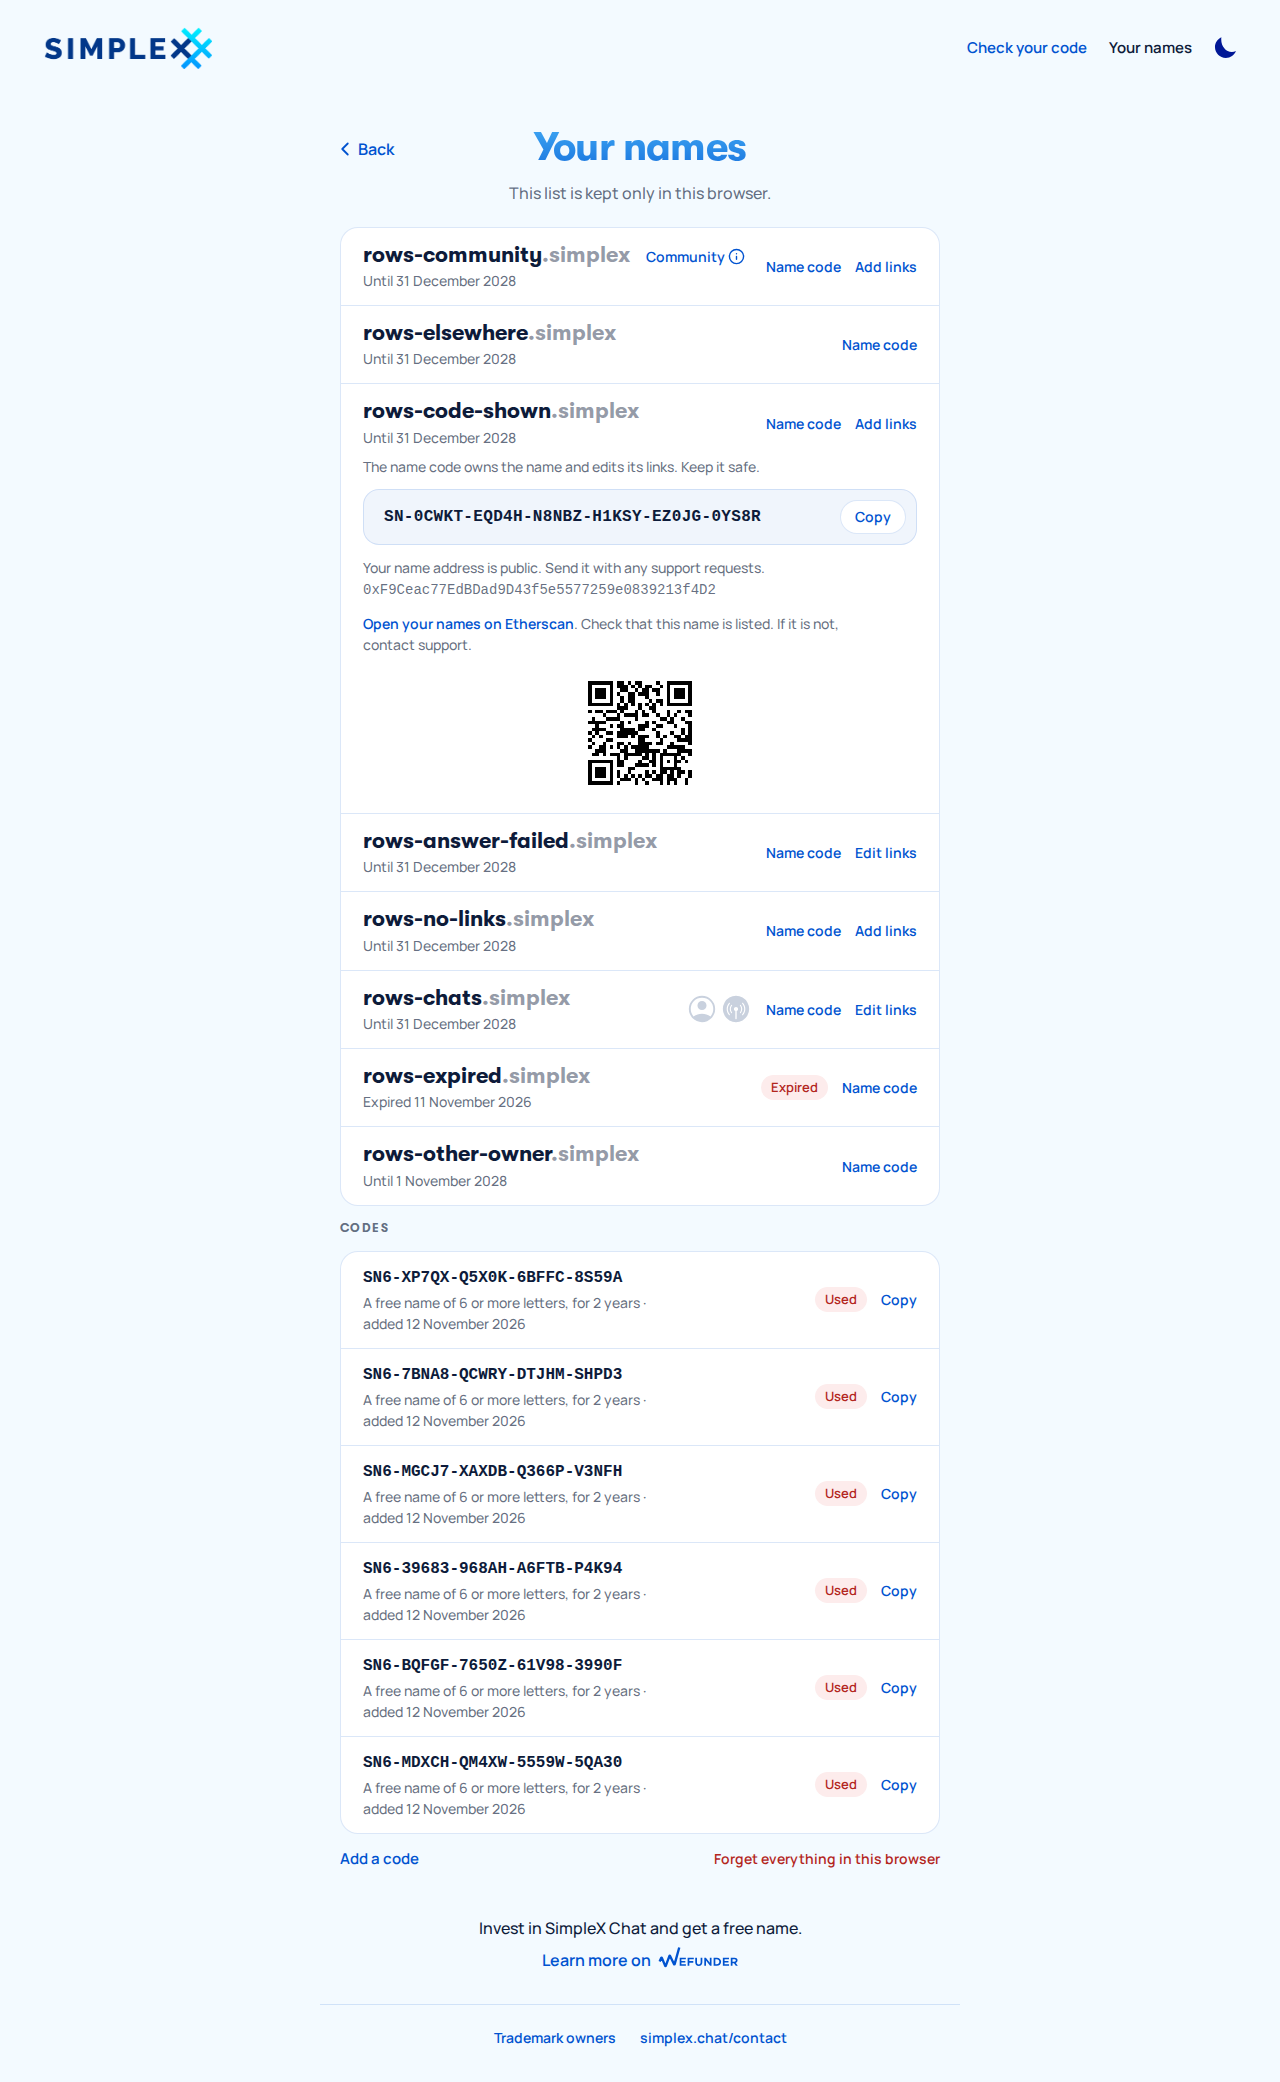 SIMPLEX
Check your code
Your names
Back
Your names
This list is kept only in this browser.
rows-community.simplex
Community
Until 31 December 2028
Name code
Add links
rows-elsewhere.simplex
Until 31 December 2028
Name code
rows-code-shown.simplex
Until 31 December 2028
Name code
Add links
The name code owns the name and edits its links. Keep it safe.
SN-0CWKT-EQD4H-N8NBZ-H1KSY-EZ0JG-0YS8R
Copy
Your name address is public. Send it with any support requests.
0xF9Ceac77EdBDad9D43f5e5577259e0839213f4D2
Open your names on Etherscan. Check that this name is listed. If it is not,
contact support.
rows-answer-failed.simplex
Until 31 December 2028
Name code
Edit links
rows-no-links.simplex
Until 31 December 2028
Name code
Add links
rows-chats.simplex
Until 31 December 2028
Name code
Edit links
rows-expired.simplex
Expired 11 November 2026
Expired
Name code
rows-other-owner.simplex
Until 1 November 2028
Name code
CODES
SN6-XP7QX-Q5X0K-6BFFC-8S59A
A free name of 6 or more letters, for 2 years ·
added 12 November 2026
Used
Copy
SN6-7BNA8-QCWRY-DTJHM-SHPD3
A free name of 6 or more letters, for 2 years ·
added 12 November 2026
Used
Copy
SN6-MGCJ7-XAXDB-Q366P-V3NFH
A free name of 6 or more letters, for 2 years ·
added 12 November 2026
Used
Copy
SN6-39683-968AH-A6FTB-P4K94
A free name of 6 or more letters, for 2 years ·
added 12 November 2026
Used
Copy
SN6-BQFGF-7650Z-61V98-3990F
A free name of 6 or more letters, for 2 years ·
added 12 November 2026
Used
Copy
SN6-MDXCH-QM4XW-5559W-5QA30
A free name of 6 or more letters, for 2 years ·
added 12 November 2026
Used
Copy
Add a code
Forget everything in this browser
Invest in SimpleX Chat and get a free name.
Learn more on WEFUNDER
Trademark owners
simplex.chat/contact